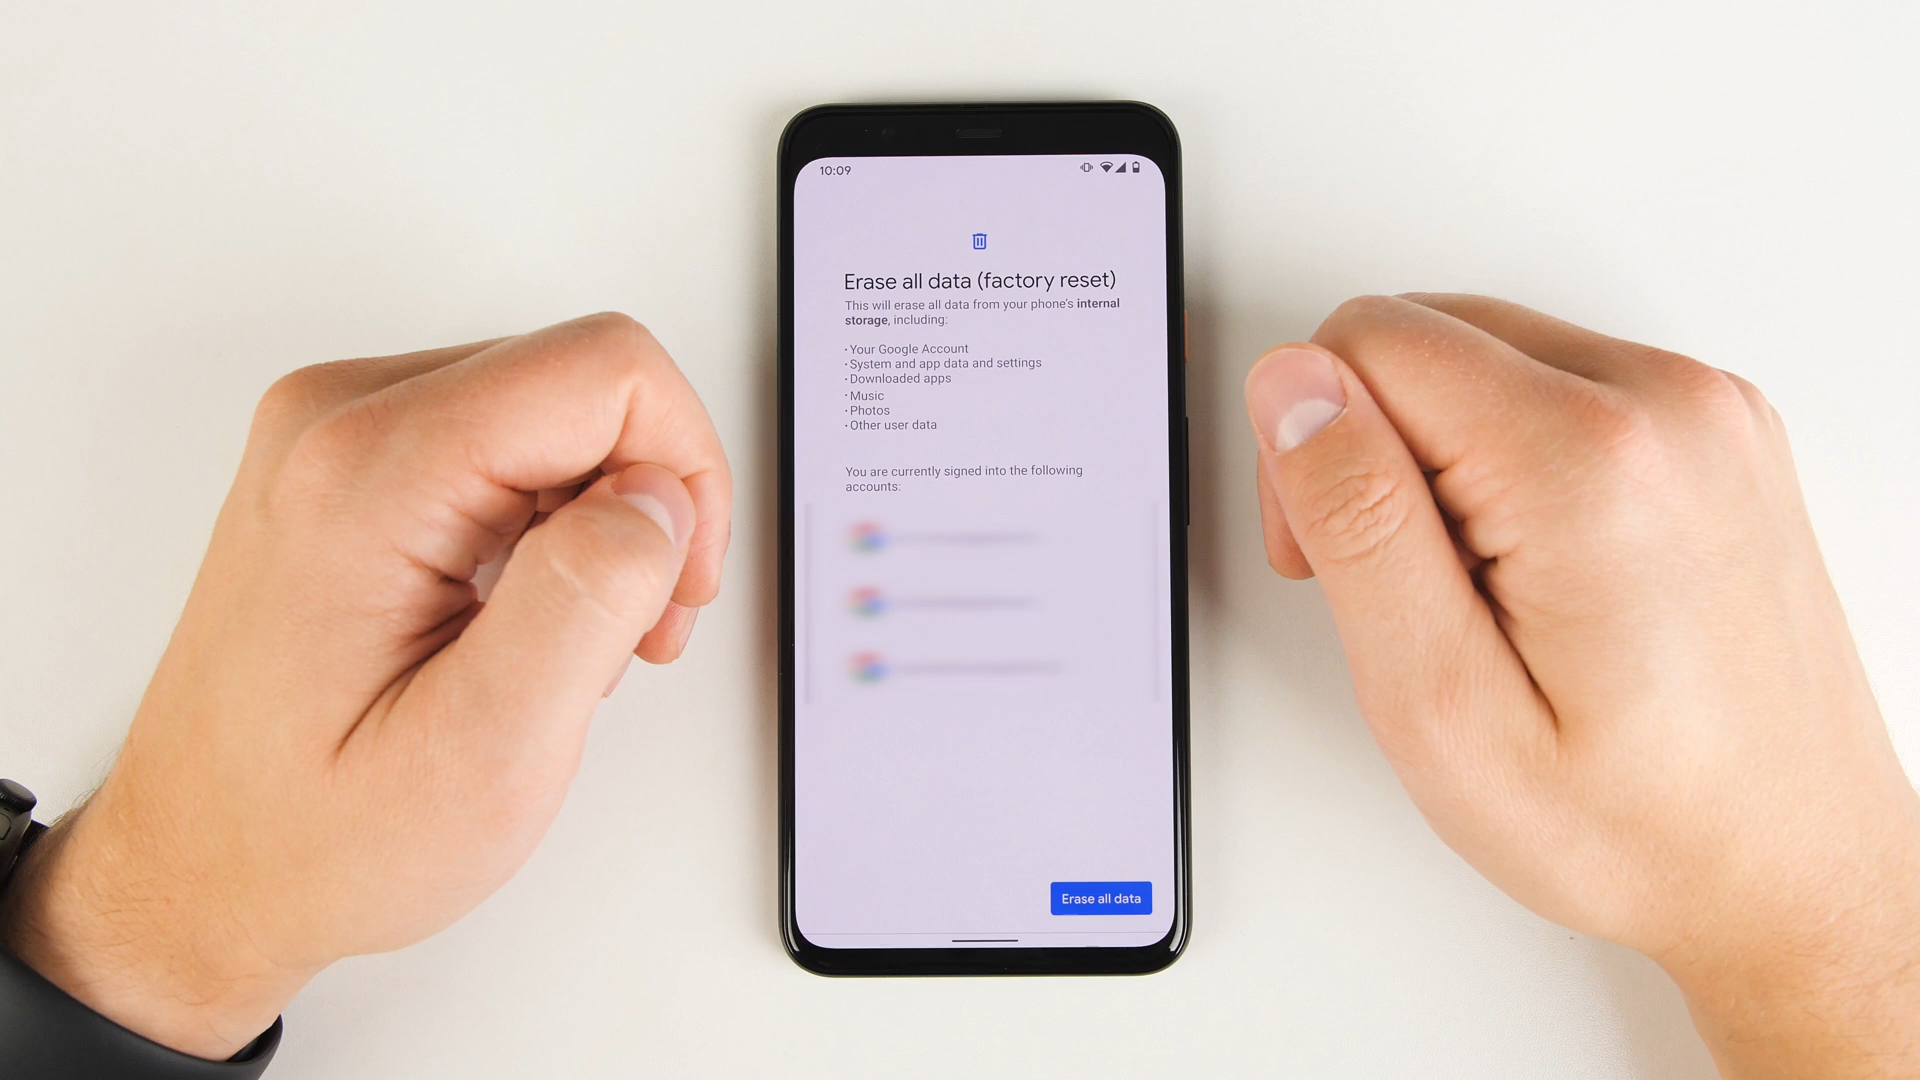 10:09
Erase all data (factory reset)
This will erase all data from your phone's internal
storage, including:
· Your Google Account
· System and app data and settings
· Downloaded apps
· Music
· Photos
· Other user data
You are currently signed into the following
accounts:
Erase all data